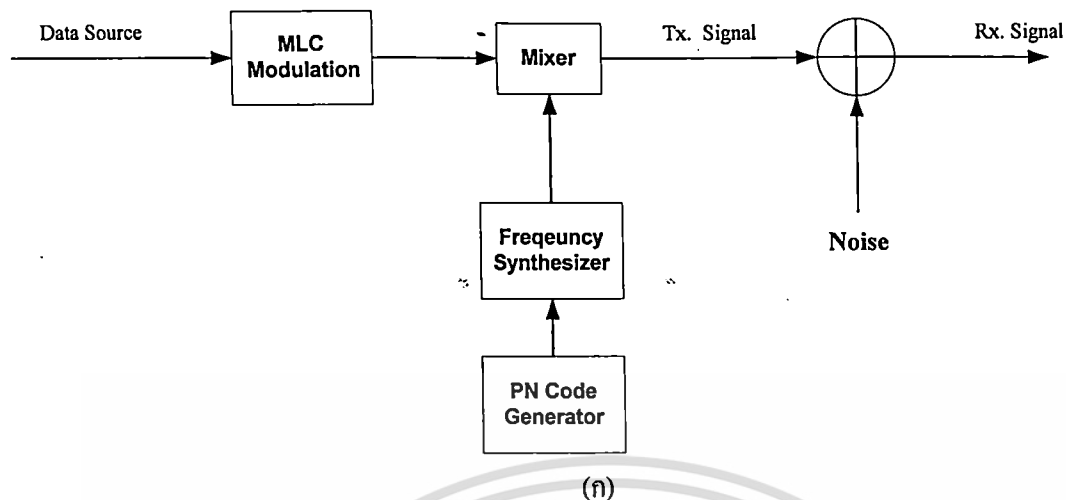 Data Source
MLC
Modulation
Mixer
Tx. Signal
Rx. Signal
Freqeuncy
Synthesizer
Noise
PN Code
Generator
(ก)